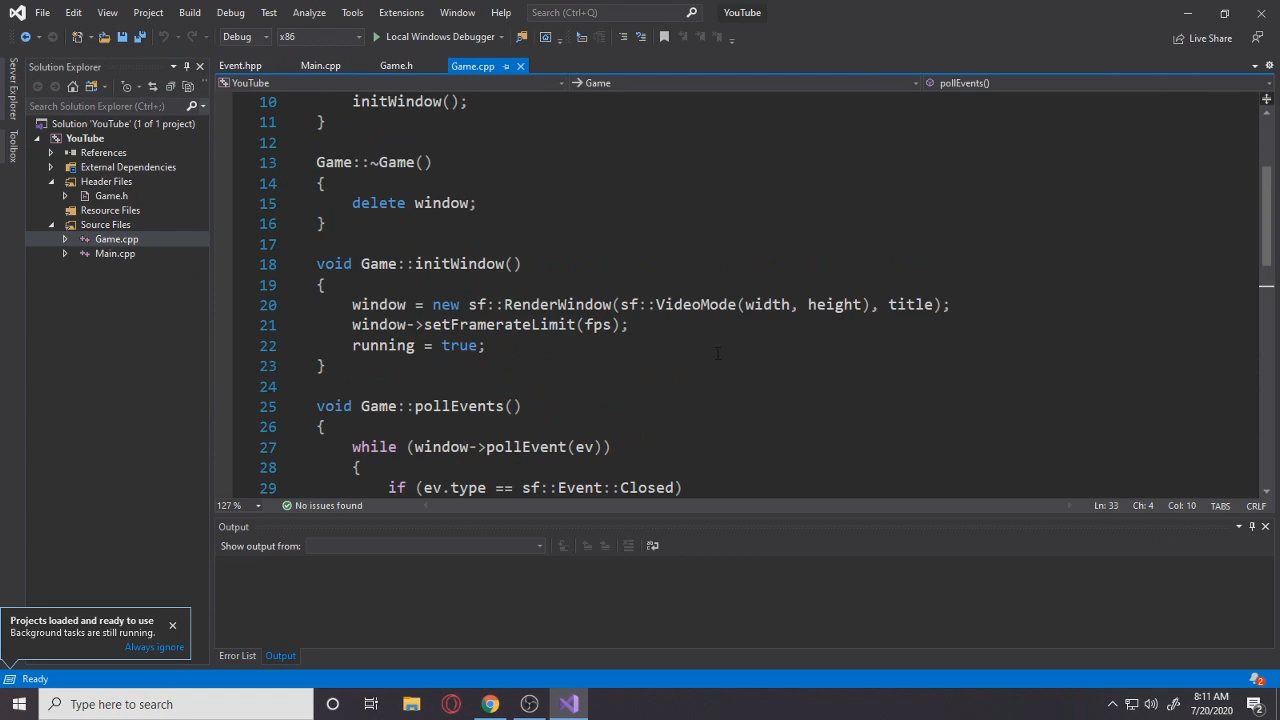 File Edit View Project Build Debug Test Analyze Tools Extensions Window Help Search (Ctrl+Q) YouTube
Debug x86 Local Windows Debugger Live Share
Server Explorer
Toolbox
Solution Explorer
Search Solution Explorer (Ctrl+;)
Solution 'YouTube' (1 of 1 project)
YouTube
References
External Dependencies
Header Files
Game.h
Resource Files
Source Files
Game.cpp
Main.cpp
Event.hpp Main.cpp Game.h Game.cpp
YouTube Game pollEvents()
10 initWindow();
11 }
12
13 Game::~Game()
14 {
15 delete window;
16 }
17
18 void Game::initWindow()
19 {
20 window = new sf::RenderWindow(sf::VideoMode(width, height), title);
21 window->setFramerateLimit(fps);
22 running = true;
23 }
24
25 void Game::pollEvents()
26 {
27 while (window->pollEvent(ev))
28 {
29 if (ev.type == sf::Event::Closed)
127 % No issues found Ln: 33 Ch: 4 Col: 10 TABS CRLF
Output
Show output from:
Error List Output
Projects loaded and ready to use
Background tasks are still running.
Always ignore
Ready 2
Type here to search
8:11 AM
7/20/2020
2